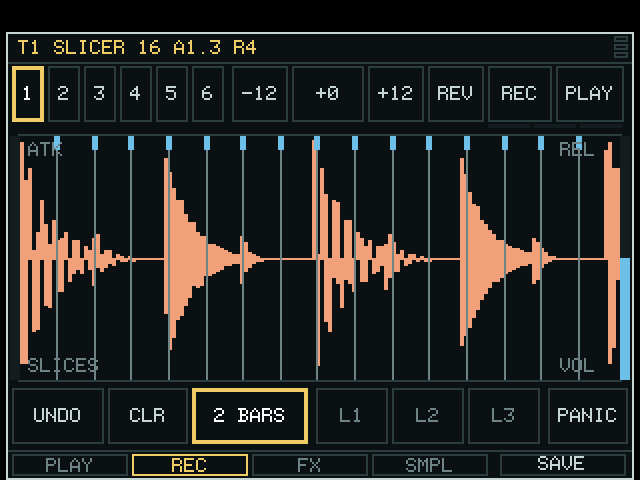 T1 SLICER 16 A1.3 R4
1 2 3 4 5 6 -12 +0 +12 REV REC PLAY
ATK REL
SLICES VOL
UNDO CLR 2 BARS L1 L2 L3 PANIC
PLAY REC FX SMPL SAVE